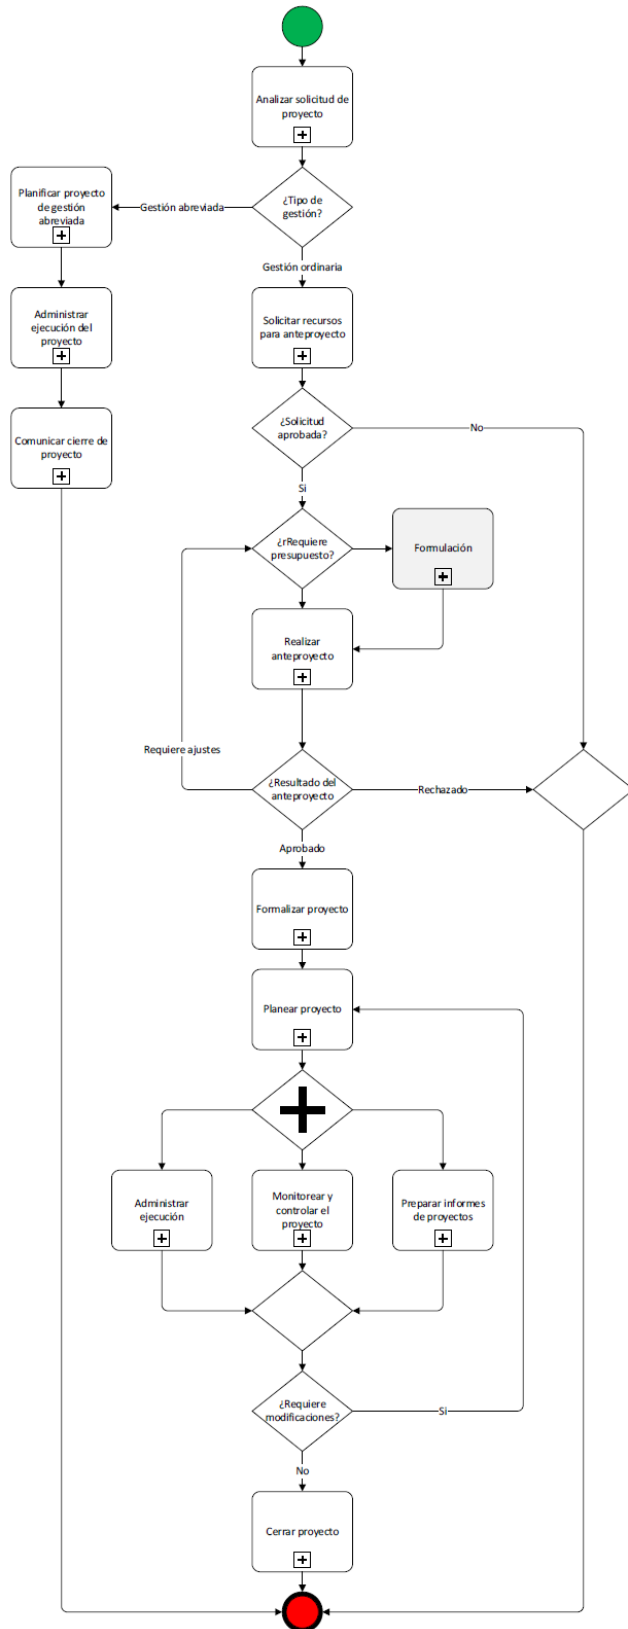 Analizar solicitud de
proyecto
¿Tipo de
gestión?
Gestión abreviada
Planificar proyecto
de gestión
abreviada
Gestión ordinaria
Administrar
ejecución del
proyecto
Solicitar recursos
para anteproyecto
Comunicar cierre de
proyecto
¿Solicitud
aprobada?
No
Si
¿rRequiere
presupuesto?
Formulación
Realizar
anteproyecto
Requiere ajustes
¿Resultado del
anteproyecto
Rechazado
Aprobado
Formalizar proyecto
Planear proyecto
Administrar
ejecución
Monitorear y
controlar el
proyecto
Preparar informes
de proyectos
¿Requiere
modificaciones?
Si
No
Cerrar proyecto